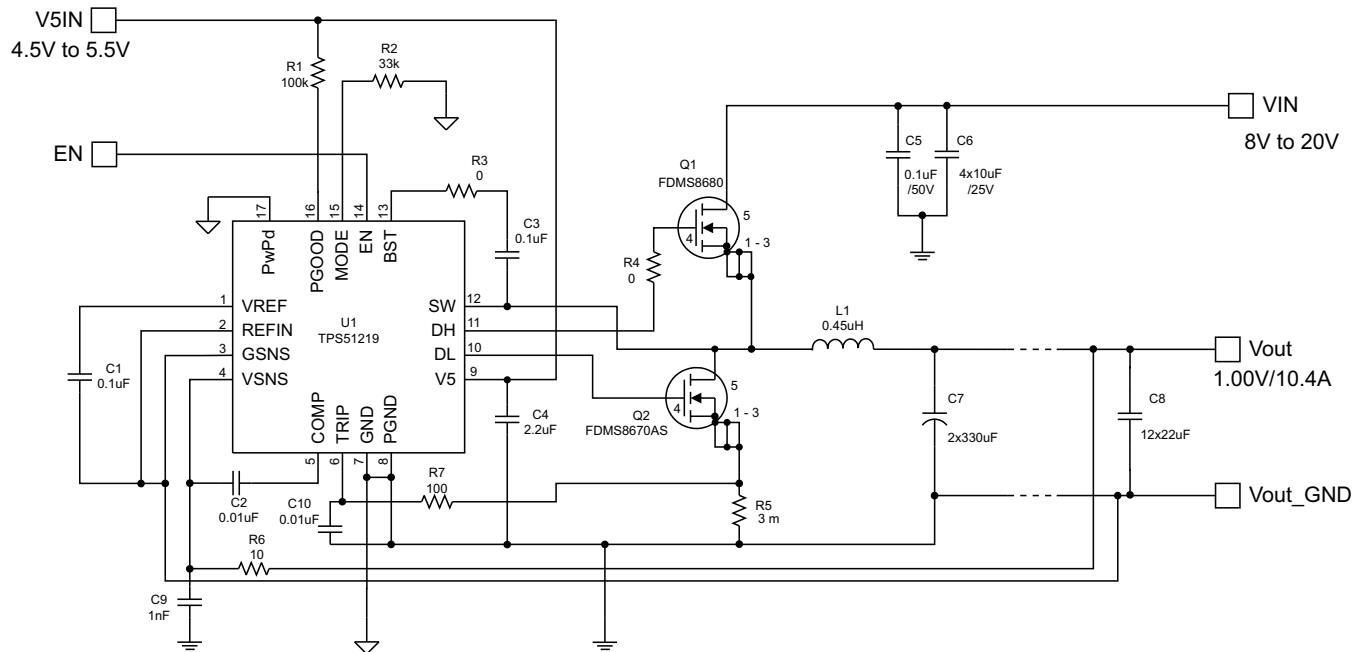 V5IN
4.5V to 5.5V
R1
100k
R2
33k
EN
R3
0
C3
0.1uF
Q1
FDMS8680
5
4
1 - 3
R4
0
C5
0.1uF
/50V
C6
4x10uF
/25V
VIN
8V to 20V
17
16
15
14
13
PwPd
PGOOD
MODE
EN
BST
1
VREF
2
REFIN
3
GSNS
4
VSNS
U1
TPS51219
SW
12
DH
11
DL
10
V5
9
COMP
TRIP
GND
PGND
5
6
7
8
C1
0.1uF
L1
0.45uH
Vout
1.00V/10.4A
5
4
1 - 3
Q2
FDMS8670AS
C4
2.2uF
C7
2x330uF
C8
12x22uF
C2
0.01uF
C10
0.01uF
R7
100
R5
3 m
Vout_GND
R6
10
C9
1nF